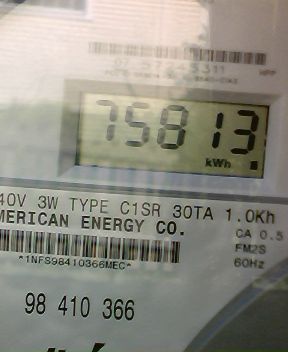 75813
kWh
40V 3W TYPE C1SR 30TA 1.0Kh
MERICAN ENERGY CO.
CA 0.5
FM2S
*1NFS98410366MEC*
60Hz
98 410 366